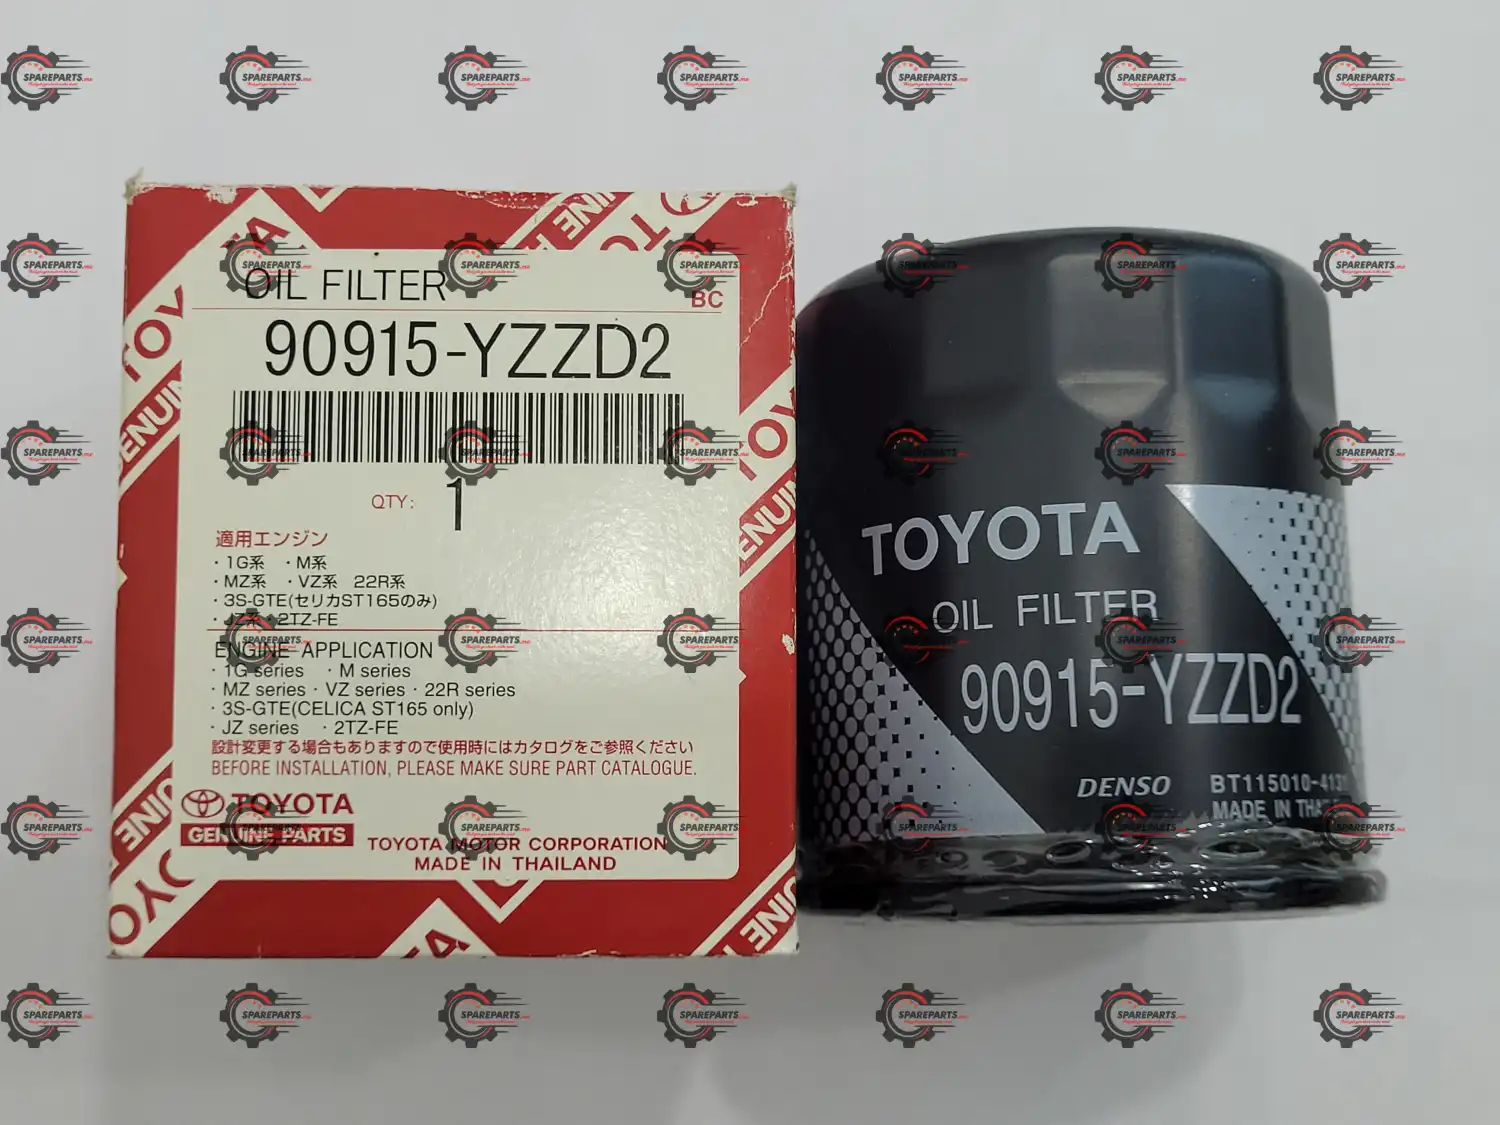 OIL FILTER
BC
90915-YZZD2
QTY: 1
適用エンジン
・1G系 ・M系
・MZ系 ・VZ系 22R系
・3S-GTE(セリカST165のみ)
・JZ系・2TZ-FE
ENGINE APPLICATION
・1G series ・M series
・MZ series・VZ series・22R series
・3S-GTE(CELICA ST165 only)
・JZ series ・2TZ-FE
設計変更する場合もありますので使用時にはカタログをご参照ください
BEFORE INSTALLATION, PLEASE MAKE SURE PART CATALOGUE.
TOYOTA
GENUINE PARTS
TOYOTA MOTOR CORPORATION
MADE IN THAILAND
TOYOTA
OIL FILTER
90915-YZZD2
DENSO BT115010-413
MADE IN THA
SPAREPARTS